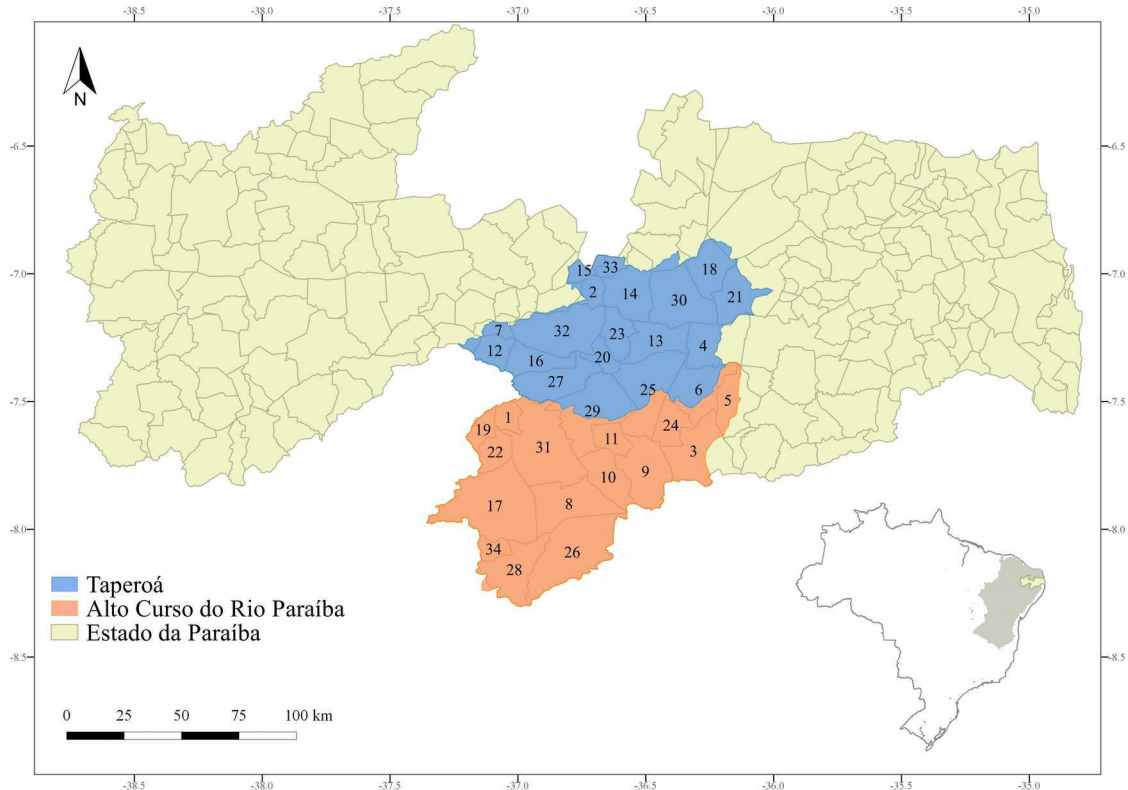 -38.5 -38.0 -37.5 -37.0 -36.5 -36.0 -35.5 -35.0
N
-6.5 -6.5
-7.0 15 33 18 -7.0
2 14 30 21
7 32 23 13 4
12 16 20
27 25 6
-7.5 29 5 -7.5
1 24
19 11 3
22 31
10 9
17 8
-8.0 -8.0
34 26
28
Taperoá
Alto Curso do Rio Paraíba
Estado da Paraíba
-8.5 -8.5
0 25 50 75 100 km
-38.5 -38.0 -37.5 -37.0 -36.5 -36.0 -35.5 -35.0